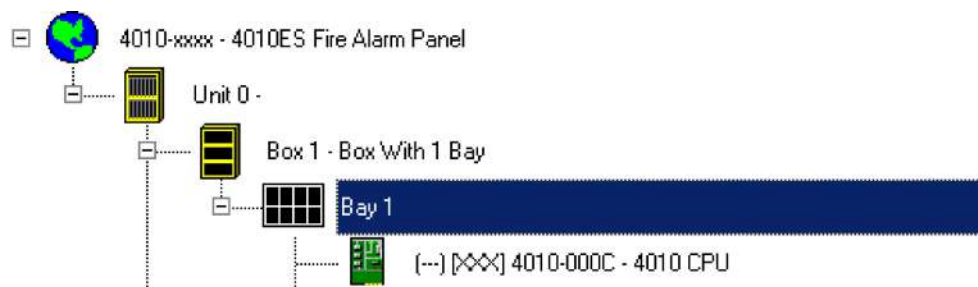 4010-xxxx - 4010ES Fire Alarm Panel
Unit 0 -
Box 1 - Box With 1 Bay
Bay 1
(---) [XXX] 4010-000C - 4010 CPU